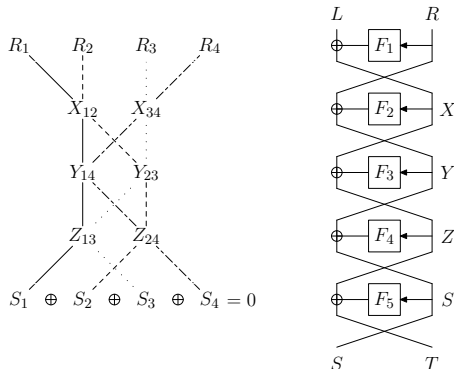 R₁ R₂ R₃ R₄
X₁₂ X₃₄
Y₁₄ Y₂₃
Z₁₃ Z₂₄
S₁ ⊕ S₂ ⊕ S₃ ⊕ S₄ = 0
L R
⊕ F₁
⊕ F₂ X
⊕ F₃ Y
⊕ F₄ Z
⊕ F₅ S
S T